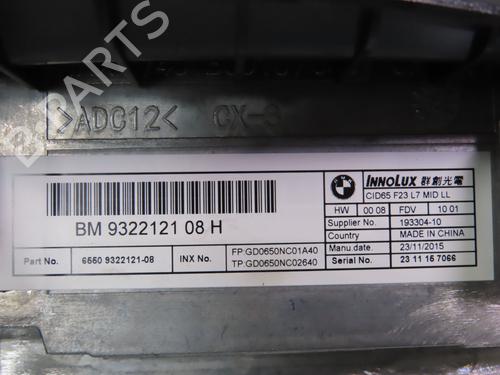 >ADC12<
B-PARTS
BM 9322121 08 H
Part No. 6550 9322121-08 INX No. FP:GD0650NC01A40
TP:GD0650NC02640
INNOLUX 群創光電
CID65 F23 L7 MID LL
HW 00 08 FDV 10 01
Supplier No. 193304-10
Country MADE IN CHINA
Manu.date. 23/11/2015
Serial No. 23 11 15 7066